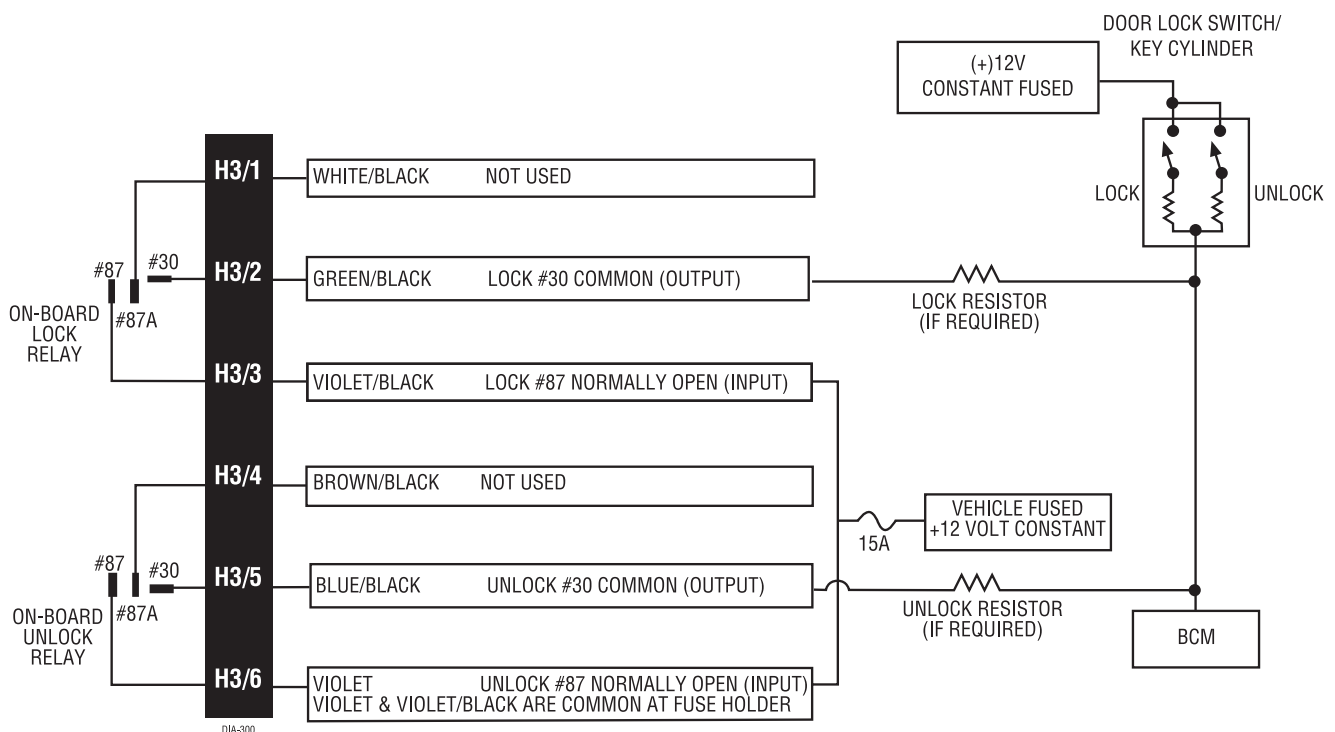 DOOR LOCK SWITCH/
KEY CYLINDER
(+)12V
CONSTANT FUSED
LOCK
UNLOCK
H3/1
WHITE/BLACK NOT USED
#87
#30
#87A
ON-BOARD
LOCK
RELAY
H3/2
GREEN/BLACK LOCK #30 COMMON (OUTPUT)
LOCK RESISTOR
(IF REQUIRED)
H3/3
VIOLET/BLACK LOCK #87 NORMALLY OPEN (INPUT)
H3/4
BROWN/BLACK NOT USED
VEHICLE FUSED
+12 VOLT CONSTANT
15A
#87
#30
#87A
ON-BOARD
UNLOCK
RELAY
H3/5
BLUE/BLACK UNLOCK #30 COMMON (OUTPUT)
UNLOCK RESISTOR
(IF REQUIRED)
BCM
H3/6
VIOLET UNLOCK #87 NORMALLY OPEN (INPUT)
VIOLET & VIOLET/BLACK ARE COMMON AT FUSE HOLDER
DIA-300